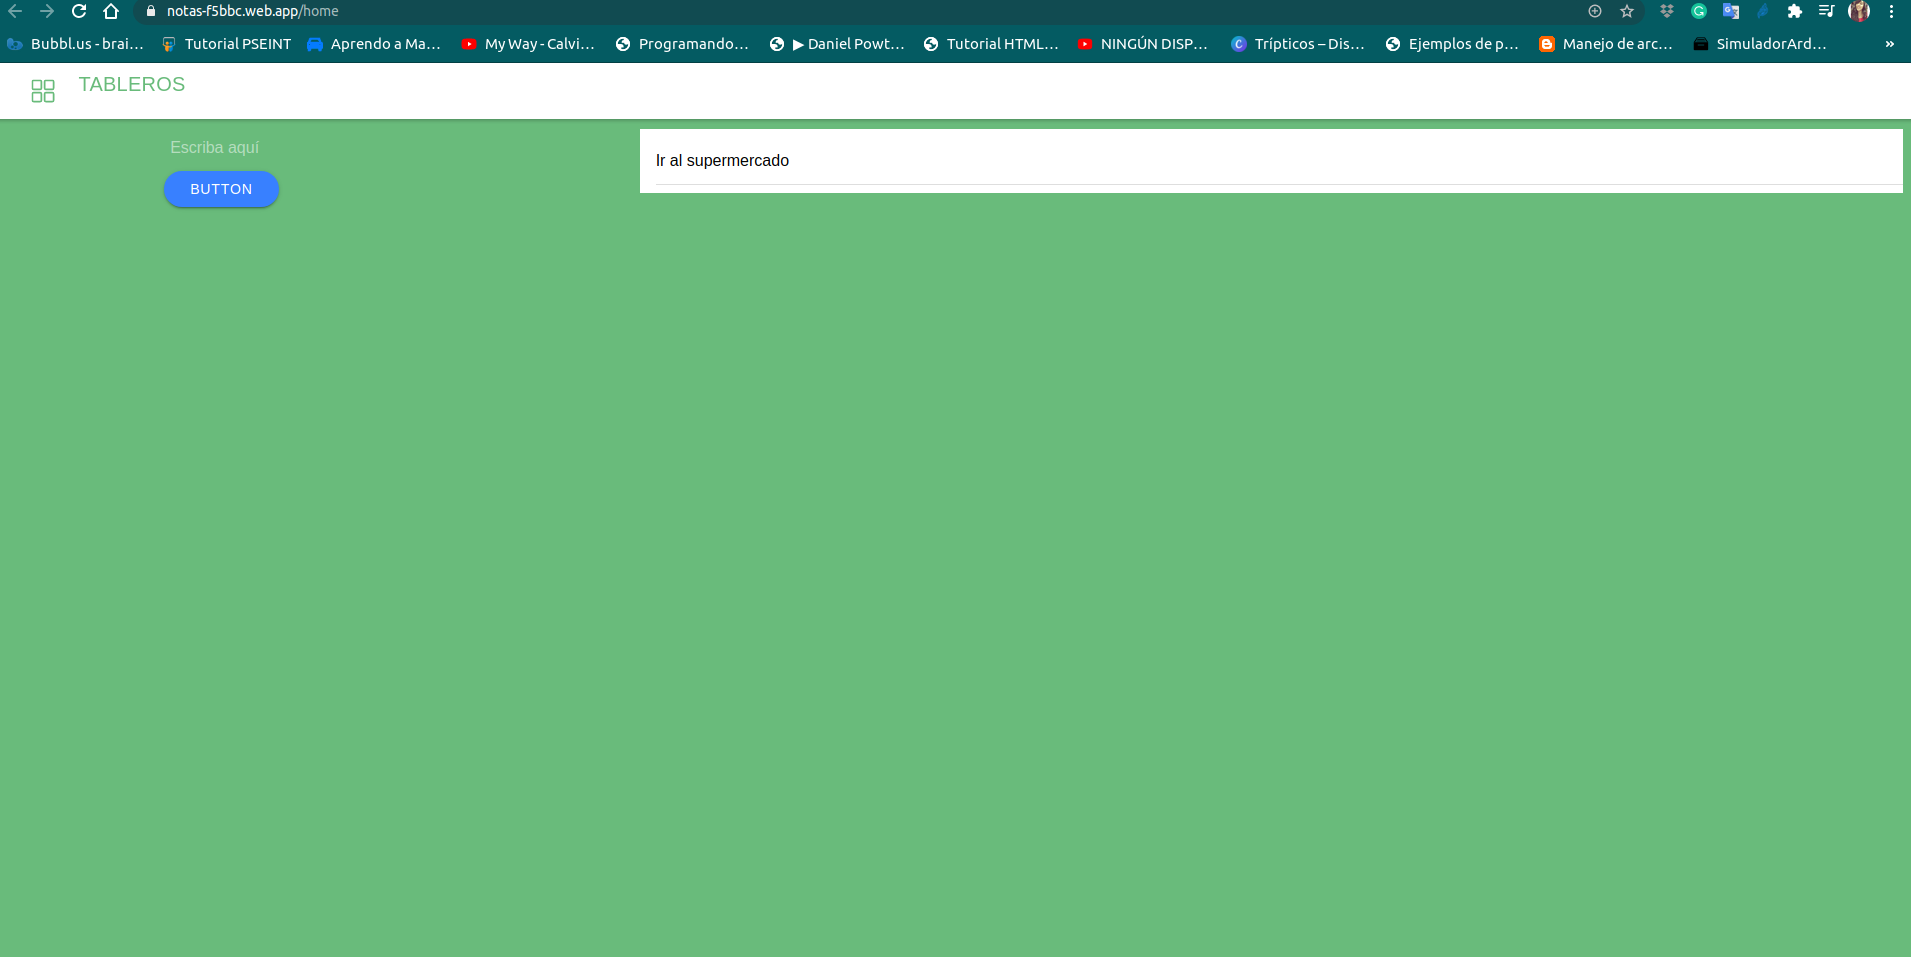 notas-f5bbc.web.app/home
Bubbl.us - brai... Tutorial PSEINT Aprendo a Ma... My Way - Calvi... Programando... ▶ Daniel Powt... Tutorial HTML... NINGÚN DISP... Trípticos – Dis... Ejemplos de p... Manejo de arc... SimuladorArd... »
TABLEROS
Escriba aquí
BUTTON
Ir al supermercado